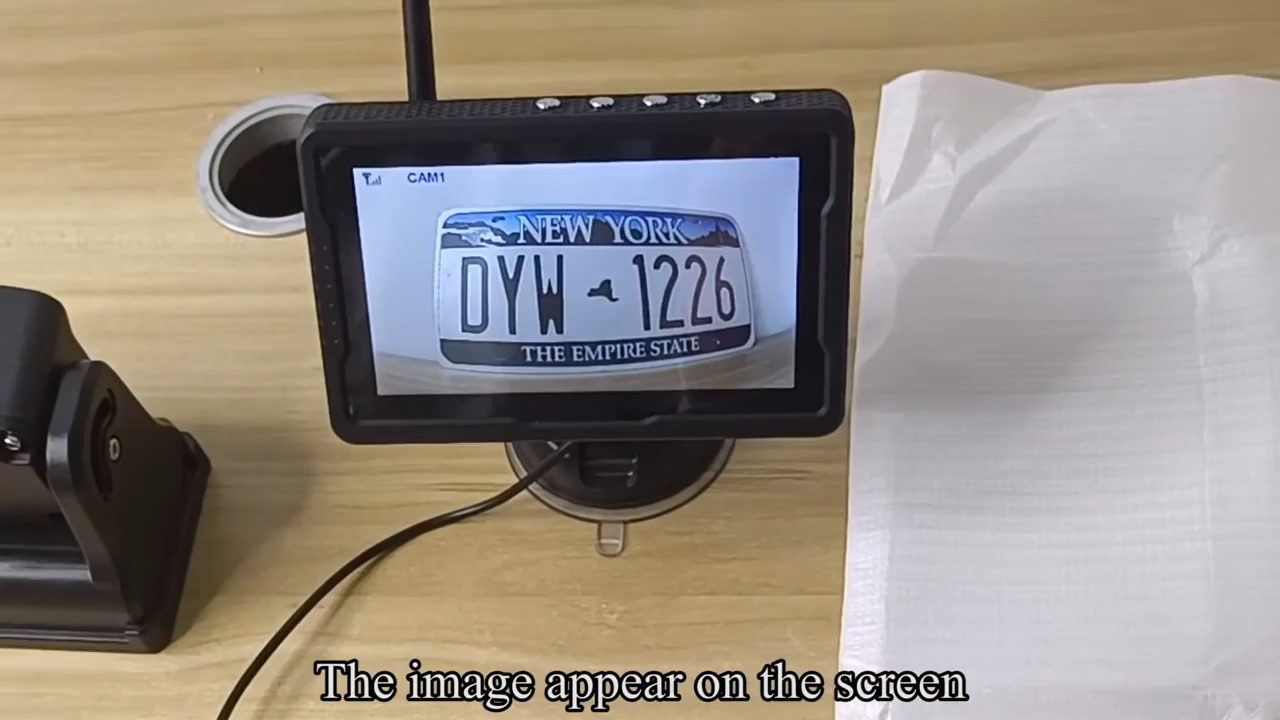 CAM1
NEW YORK
DYW 1226
THE EMPIRE STATE
The image appear on the screen